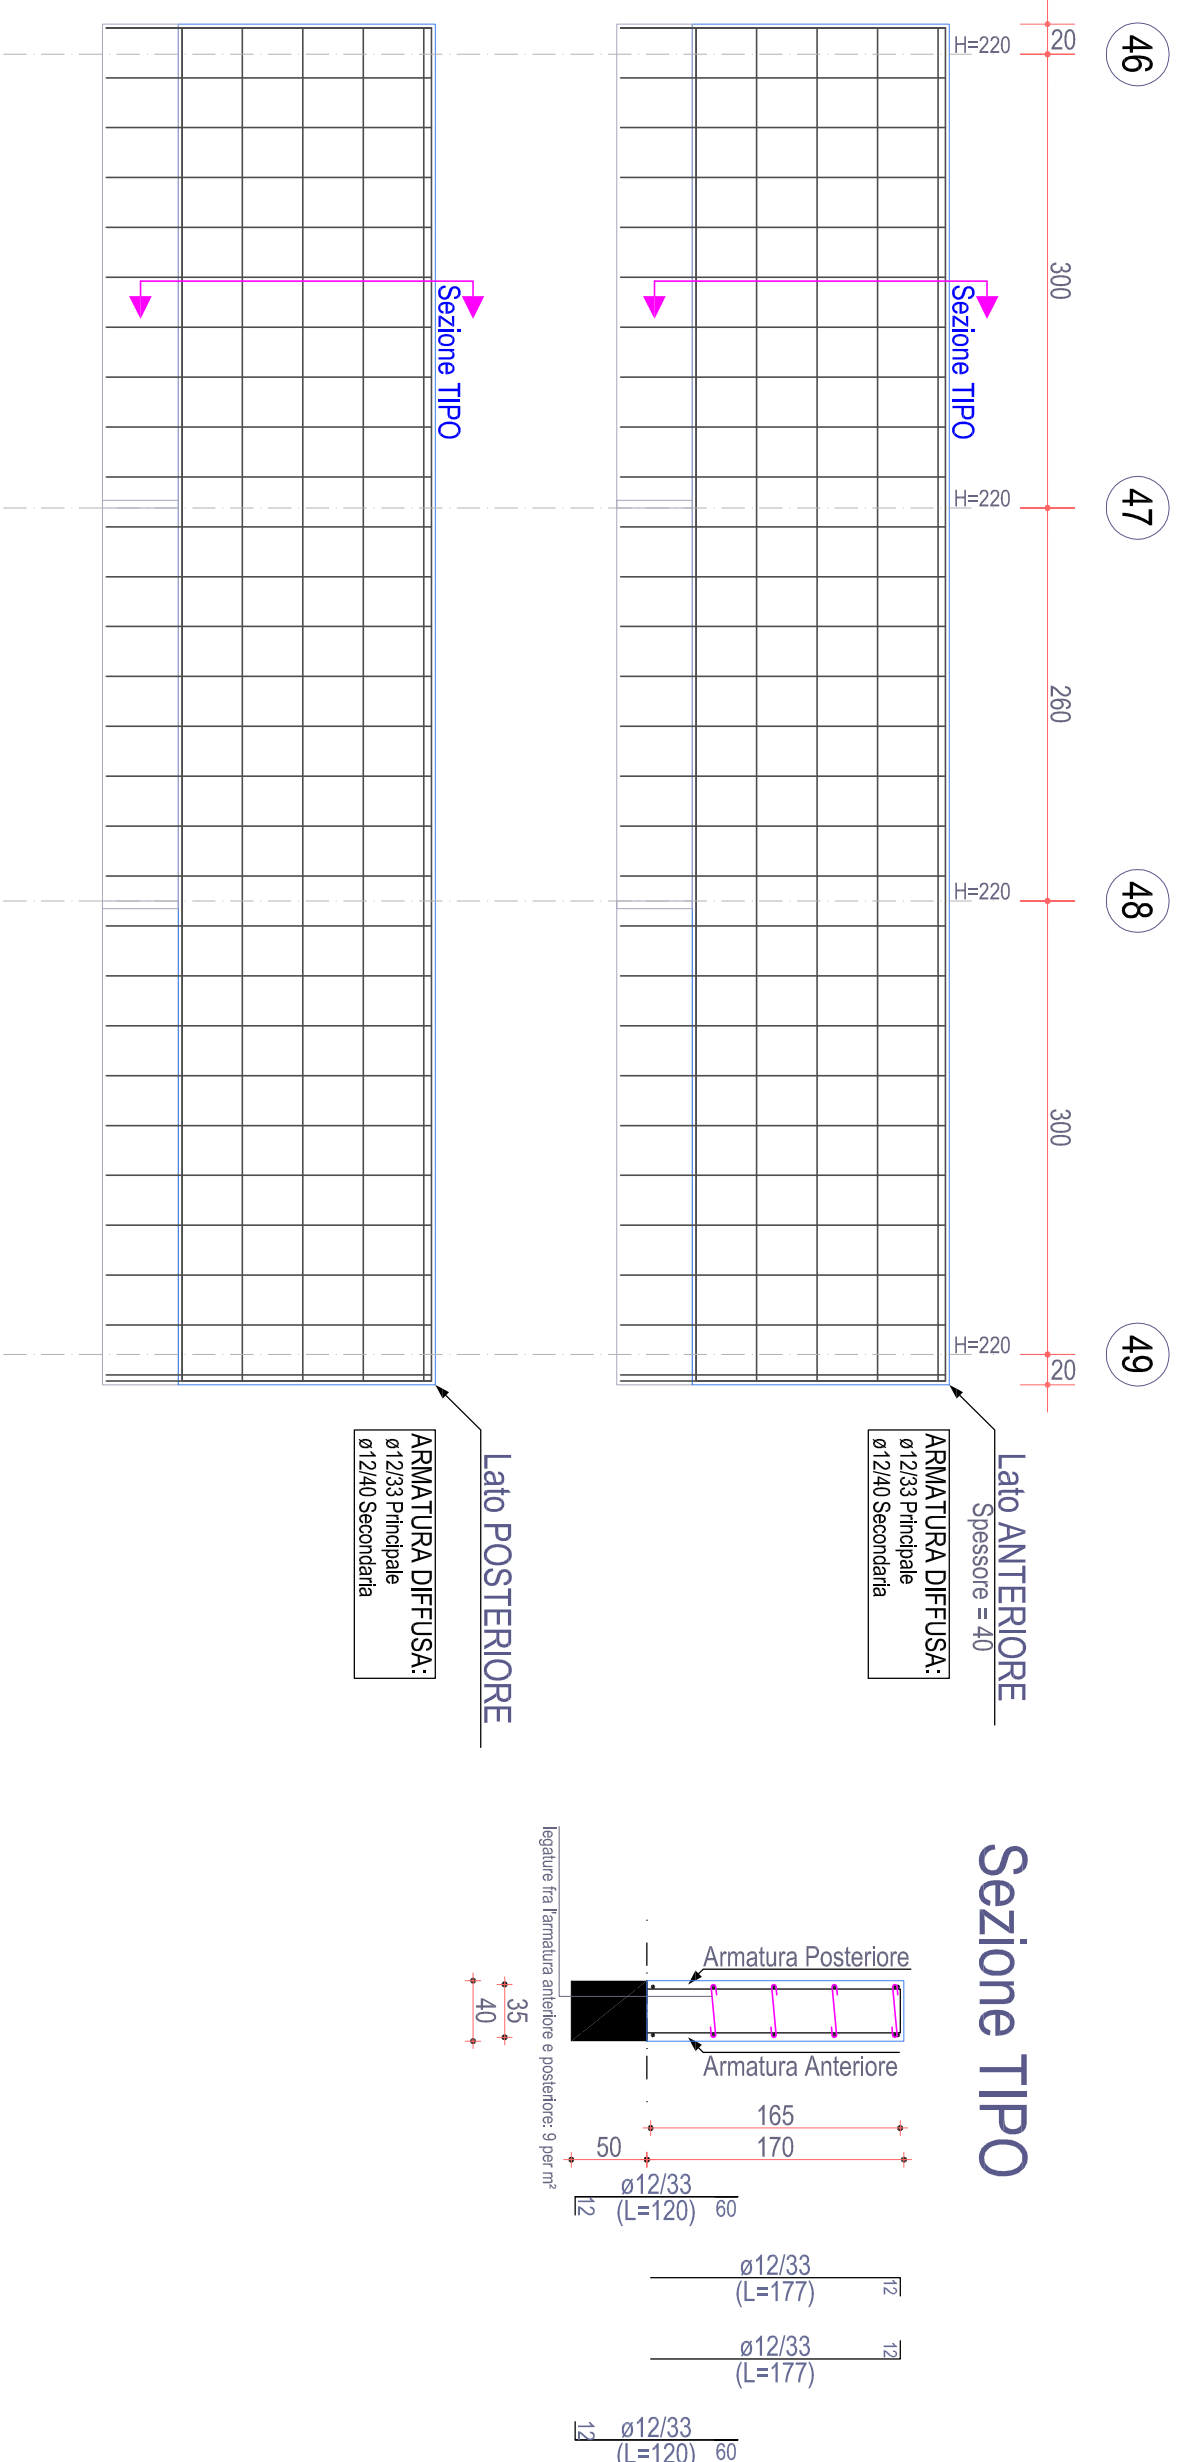 46
47
48
49
20
300
260
300
20
H=220
H=220
H=220
H=220
Sezione TIPO
Sezione TIPO
Lato ANTERIORE
Spessore = 40
ARMATURA DIFFUSA:
ø12/33 Principale
ø12/40 Secondaria
Lato POSTERIORE
ARMATURA DIFFUSA:
ø12/33 Principale
ø12/40 Secondaria
Sezione TIPO
Armatura Posteriore
Armatura Anteriore
legature fra l'armatura anteriore e posteriore: 9 per m²
35
40
165
50
170
ø12/33
12
(L=120)
60
ø12/33
(L=177)
12
ø12/33
(L=177)
12
ø12/33
12
(L=120)
60